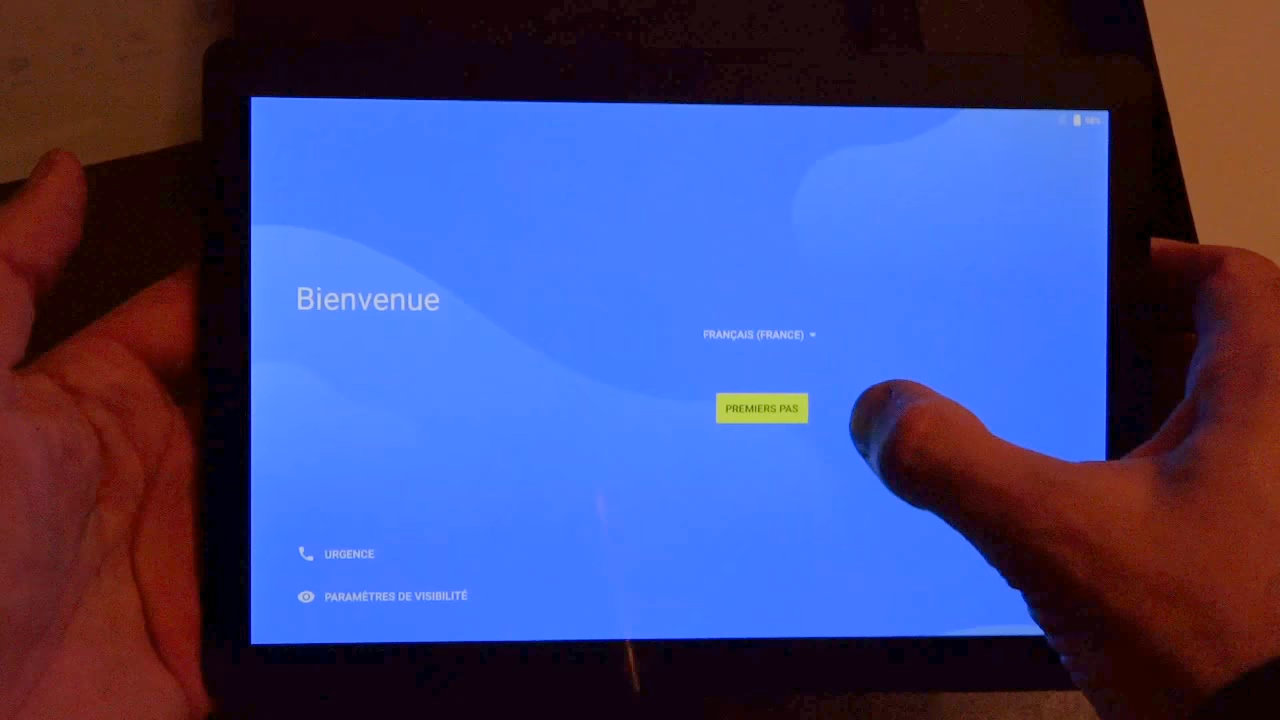 Bienvenue
FRANÇAIS (FRANCE)
PREMIERS PAS
URGENCE
PARAMÈTRES DE VISIBILITÉ